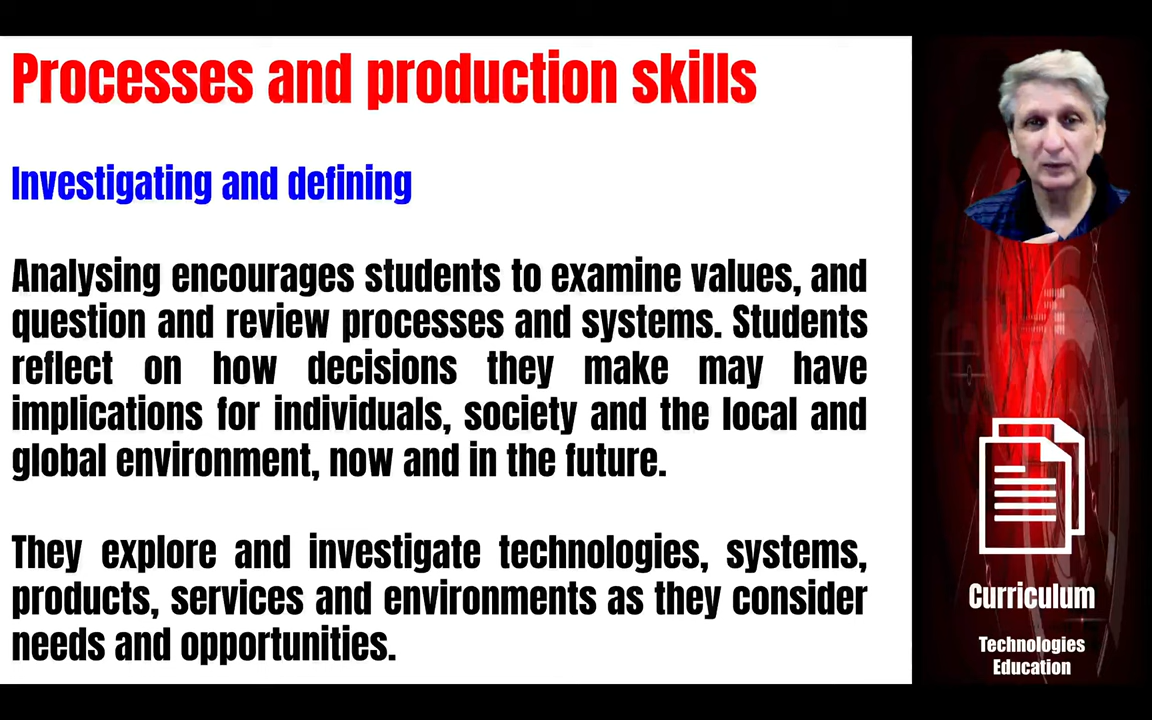 Processes and production skills
Investigating and defining
Analysing encourages students to examine values, and
question and review processes and systems. Students
reflect on how decisions they make may have
implications for individuals, society and the local and
global environment, now and in the future.
They explore and investigate technologies, systems,
products, services and environments as they consider
needs and opportunities.
Curriculum
Technologies
Education